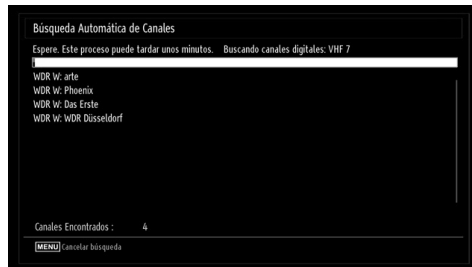 Búsqueda Automática de Canales
Espere. Este proceso puede tardar unos minutos. Buscando canales digitales: VHF 7
WDR W: arte
WDR W: Phoenix
WDR W: Das Erste
WDR W: WDR Düsseldorf
Canales Encontrados : 4
MENU Cancelar búsqueda